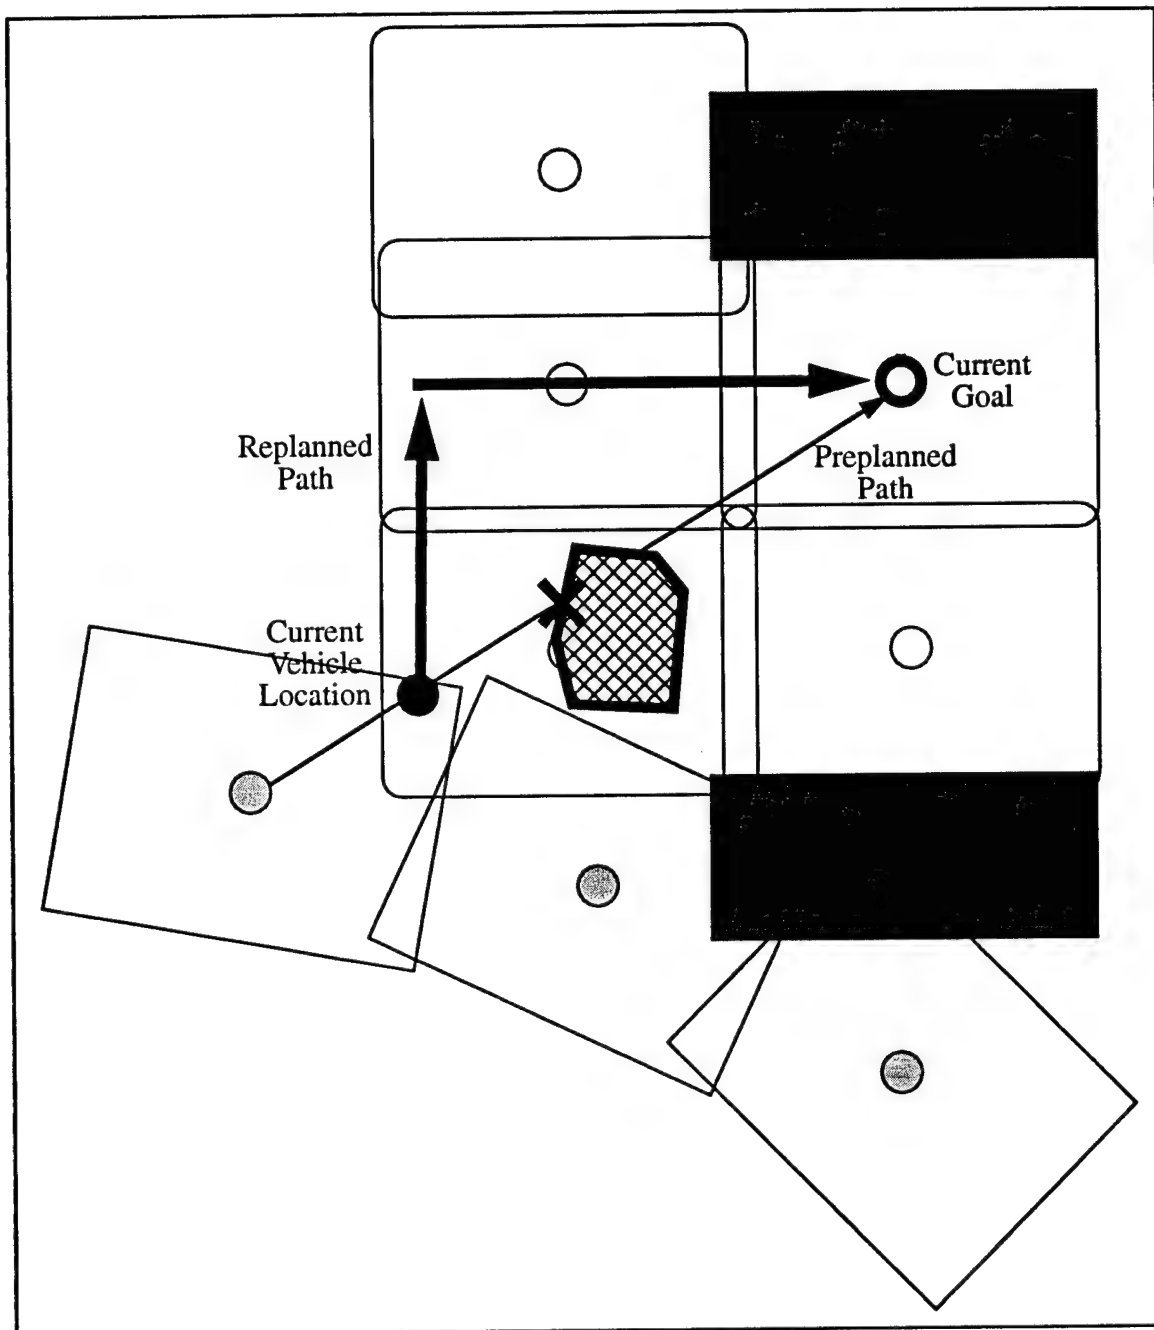 Current
Goal
Replanned
Path
Preplanned
Path
Current
Vehicle
Location